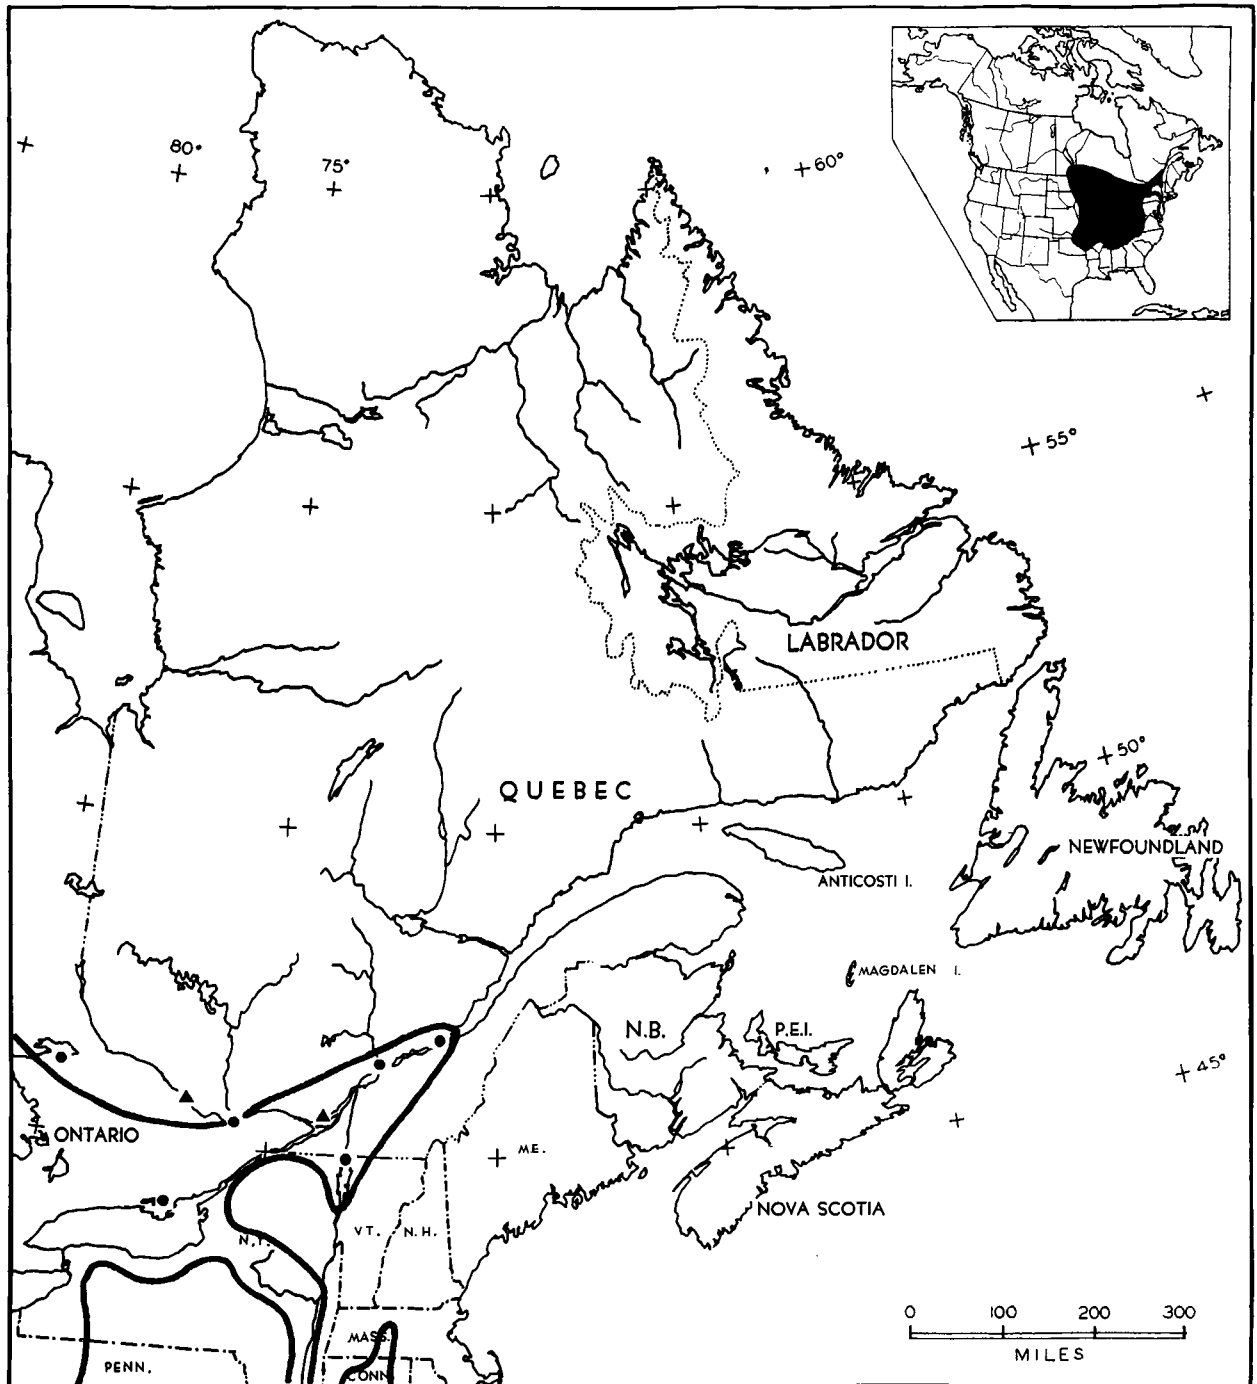 80°
75°
60°
55°
LABRADOR
50°
QUEBEC
NEWFOUNDLAND
ANTICOSTI I.
MAGDALEN I.
N.B.
P.E.I.
45°
ONTARIO
ME.
NOVA SCOTIA
VT.
N.H.
N.Y.
0 100 200 300
MILES
MASS.
PENN.
CONN.